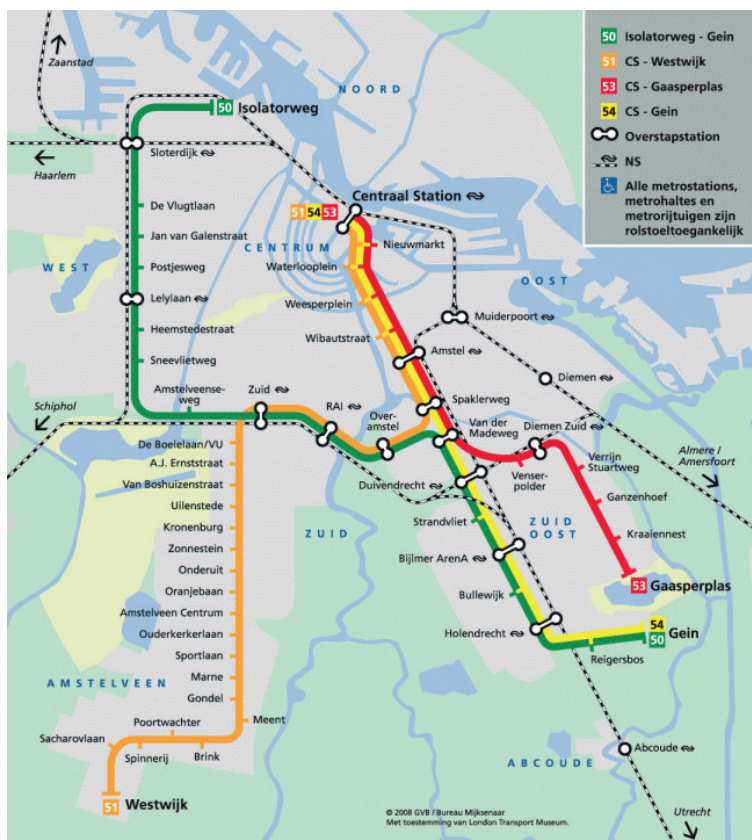 50 Isolatorweg - Gein
51 CS - Westwijk
53 CS - Gaasperplas
54 CS - Gein
Overstapstation
NS
Alle metrostations,
metrohaltes en
metrorijtuigen zijn
rolstoeltoegankelijk
Zaanstad
NOORD
50 Isolatorweg
Sloterdijk
Haarlem
Centraal Station
51 54 53
De Vlugtlaan
Jan van Galenstraat
CENTRUM
Nieuwmarkt
WEST
Postjesweg
Waterlooplein
OOST
Lelylaan
Weesperplein
Muiderpoort
Heemstedestraat
Wibautstraat
Amstel
Sneevlietweg
Diemen
Amstelveense-
weg
Zuid
RAI
Over-
amstel
Spaklerweg
Schiphol
Van der
Madeweg
Diemen Zuid
De Boelelaan/VU
A.J. Ernststraat
Van Boshuizenstraat
Uilenstede
Kronenburg
Zonnestein
Onderuit
Oranjebaan
Amstelveen Centrum
Ouderkerkerlaan
Sportlaan
Marne
Gondel
Duivendrecht
Venser-
polder
Verrijn
Stuartweg
Almere /
Amersfoort
Ganzenhoef
Strandvliet
ZUID
ZUID
OOST
Kraaiennest
Bijlmer ArenA
Bullewijk
53 Gaasperplas
Holendrecht
54
50
Gein
Reigersbos
AMSTELVEEN
Poortwachter
Meent
Sacharovlaan
Spinnerij
Brink
Abcoude
ABCOUDE
51 Westwijk
© 2008 GVB / Bureau Mijksenaar
Met toestemming van London Transport Museum.
Utrecht